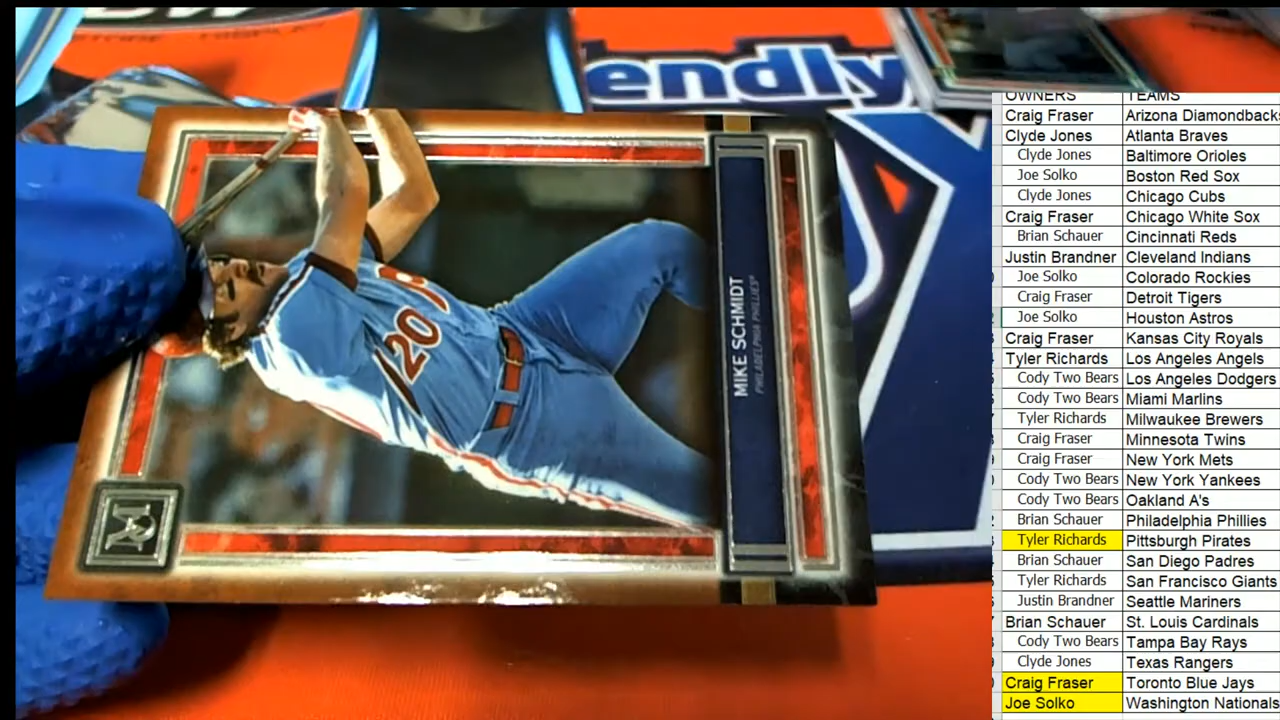 endly
MIKE SCHMIDT
PHILADELPHIA PHILLIES
20
R
OWNERS TEAMS
Craig Fraser Arizona Diamondbacks
Clyde Jones Atlanta Braves
Clyde Jones Baltimore Orioles
Joe Solko Boston Red Sox
Clyde Jones Chicago Cubs
Craig Fraser Chicago White Sox
Brian Schauer Cincinnati Reds
Justin Brandner Cleveland Indians
Joe Solko Colorado Rockies
Craig Fraser Detroit Tigers
Joe Solko Houston Astros
Craig Fraser Kansas City Royals
Tyler Richards Los Angeles Angels
Cody Two Bears Los Angeles Dodgers
Cody Two Bears Miami Marlins
Tyler Richards Milwaukee Brewers
Craig Fraser Minnesota Twins
Craig Fraser New York Mets
Cody Two Bears New York Yankees
Cody Two Bears Oakland A's
Brian Schauer Philadelphia Phillies
Tyler Richards Pittsburgh Pirates
Brian Schauer San Diego Padres
Tyler Richards San Francisco Giants
Justin Brandner Seattle Mariners
Brian Schauer St. Louis Cardinals
Cody Two Bears Tampa Bay Rays
Clyde Jones Texas Rangers
Craig Fraser Toronto Blue Jays
Joe Solko Washington Nationals